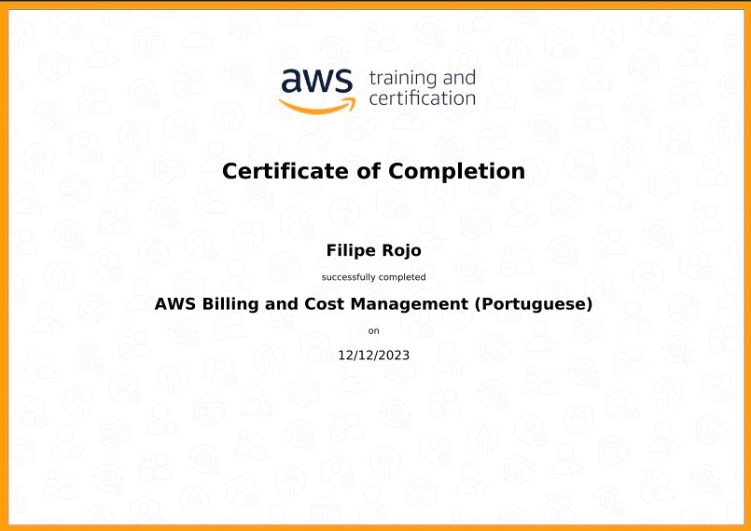 aws training and
certification
Certificate of Completion
Filipe Rojo
successfully completed
AWS Billing and Cost Management (Portuguese)
on
12/12/2023